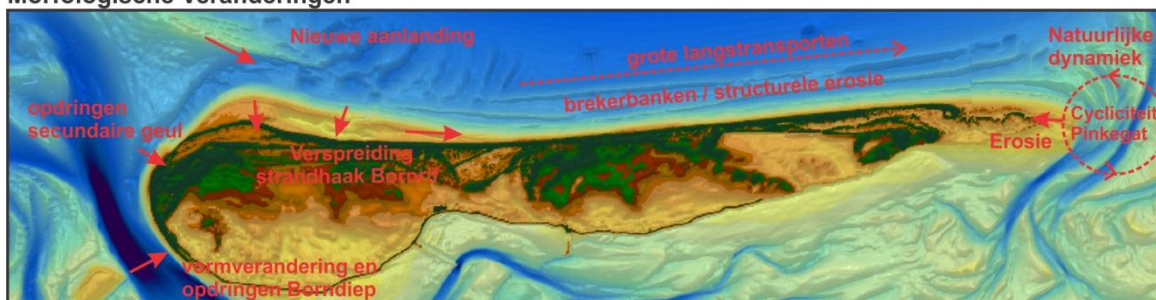 Morfologische veranderingen
Nieuwe aanlanding
grote langstransporten
Natuurlijke
dynamiek
opdringen
secundaire geul
brekerbanken / structurele erosie
Cycliciteit
Pinkegat
Erosie
Verspreiding
strandhaak Bornrif
vormverandering en
opdringen Borndiep